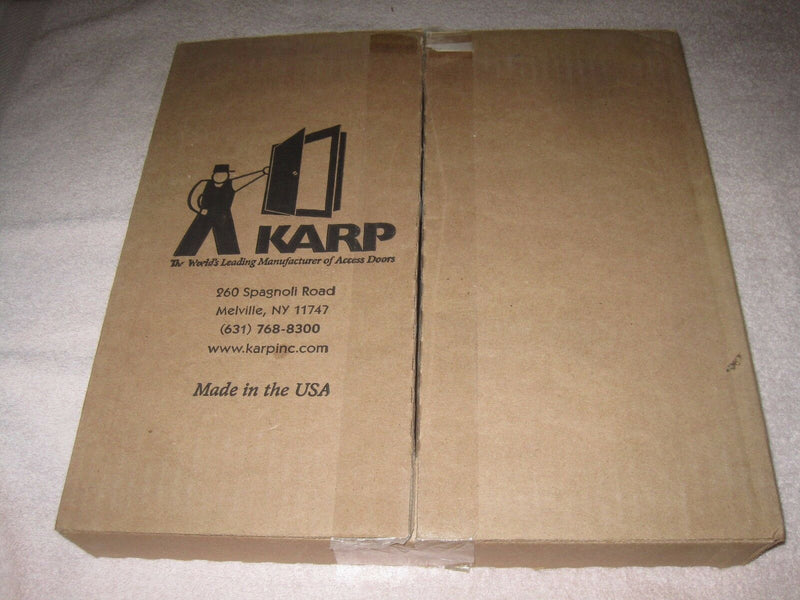 KARP
The World's Leading Manufacturer of Access Doors
260 Spagnoli Road
Melville, NY 11747
(631) 768-8300
www.karpinc.com
Made in the USA